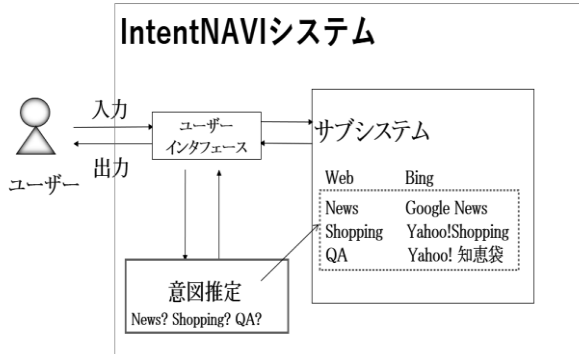 IntentNAVIシステム
入力
出力
ユーザー
ユーザー
インタフェース
サブシステム
Web Bing
News Google News
Shopping Yahoo!Shopping
QA Yahoo! 知恵袋
意図推定
News? Shopping? QA?